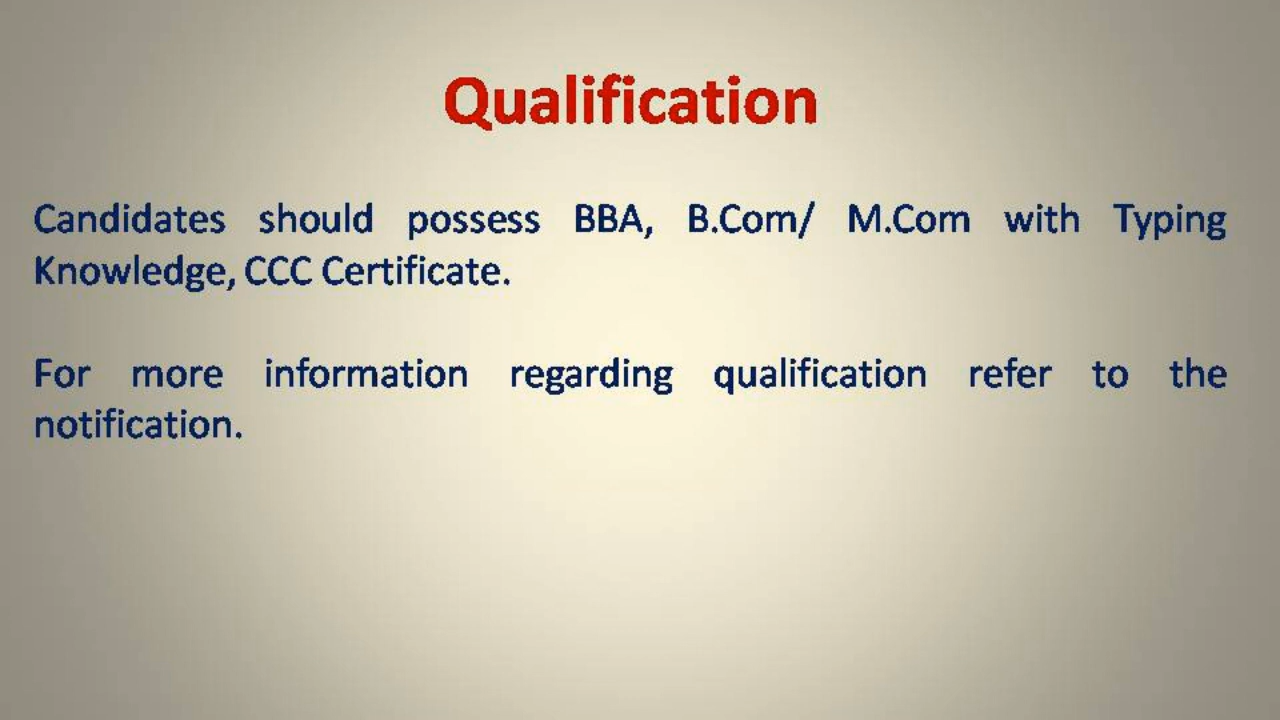 Qualification
Candidates should possess BBA, B.Com/ M.Com with Typing
Knowledge, CCC Certificate.
For more information regarding qualification refer to the
notification.